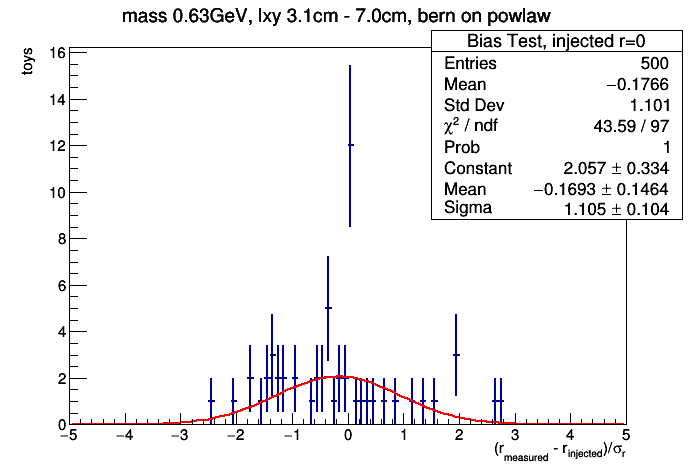 mass 0.63GeV, lxy 3.1cm - 7.0cm, bern on powlaw
toys
Bias Test, injected r=0
Entries 500
Mean −0.1766
Std Dev 1.101
χ² / ndf 43.59 / 97
Prob 1
Constant 2.057 ± 0.334
Mean −0.1693 ± 0.1464
Sigma 1.105 ± 0.104
16
14
12
10
8
6
4
2
0
−5 −4 −3 −2 −1 0 1 2 3 4 5
(r_measured - r_injected)/σ_r